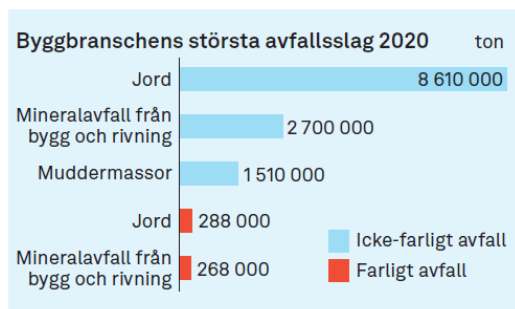 Byggbranschens största avfallsslag 2020 ton
Jord 8 610 000
Mineralavfall från
bygg och rivning 2 700 000
Muddermassor 1 510 000
Jord 288 000
Mineralavfall från
bygg och rivning 268 000
Icke-farligt avfall
Farligt avfall